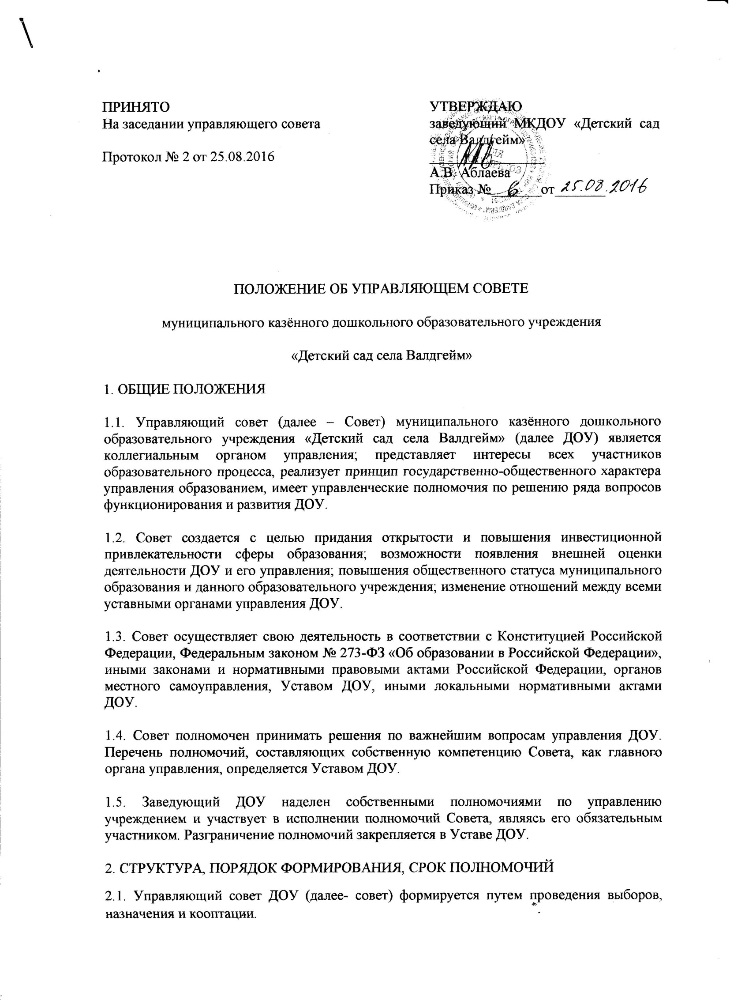 ПРИНЯТО
На заседании управляющего совета
Протокол № 2 от 25.08.2016
УТВЕРЖДАЮ
заведующий МКДОУ «Детский сад
села Валдгейм»
А.В. Аблаева
Приказ № 6 от 25.08.2016
ПОЛОЖЕНИЕ ОБ УПРАВЛЯЮЩЕМ СОВЕТЕ
муниципального казённого дошкольного образовательного учреждения
«Детский сад села Валдгейм»
1. ОБЩИЕ ПОЛОЖЕНИЯ
1.1. Управляющий совет (далее – Совет) муниципального казённого дошкольного
образовательного учреждения «Детский сад села Валдгейм» (далее ДОУ) является
коллегиальным органом управления; представляет интересы всех участников
образовательного процесса, реализует принцип государственно-общественного характера
управления образованием, имеет управленческие полномочия по решению ряда вопросов
функционирования и развития ДОУ.
1.2. Совет создается с целью придания открытости и повышения инвестиционной
привлекательности сферы образования; возможности появления внешней оценки
деятельности ДОУ и его управления; повышения общественного статуса муниципального
образования и данного образовательного учреждения; изменение отношений между всеми
уставными органами управления ДОУ.
1.3. Совет осуществляет свою деятельность в соответствии с Конституцией Российской
Федерации, Федеральным законом № 273-ФЗ «Об образовании в Российской Федерации»,
иными законами и нормативными правовыми актами Российской Федерации, органов
местного самоуправления, Уставом ДОУ, иными локальными нормативными актами
ДОУ.
1.4. Совет полномочен принимать решения по важнейшим вопросам управления ДОУ.
Перечень полномочий, составляющих собственную компетенцию Совета, как главного
органа управления, определяется Уставом ДОУ.
1.5. Заведующий ДОУ наделен собственными полномочиями по управлению
учреждением и участвует в исполнении полномочий Совета, являясь его обязательным
участником. Разграничение полномочий закрепляется в Уставе ДОУ.
2. СТРУКТУРА, ПОРЯДОК ФОРМИРОВАНИЯ, СРОК ПОЛНОМОЧИЙ
2.1. Управляющий совет ДОУ (далее- совет) формируется путем проведения выборов,
назначения и кооптации.